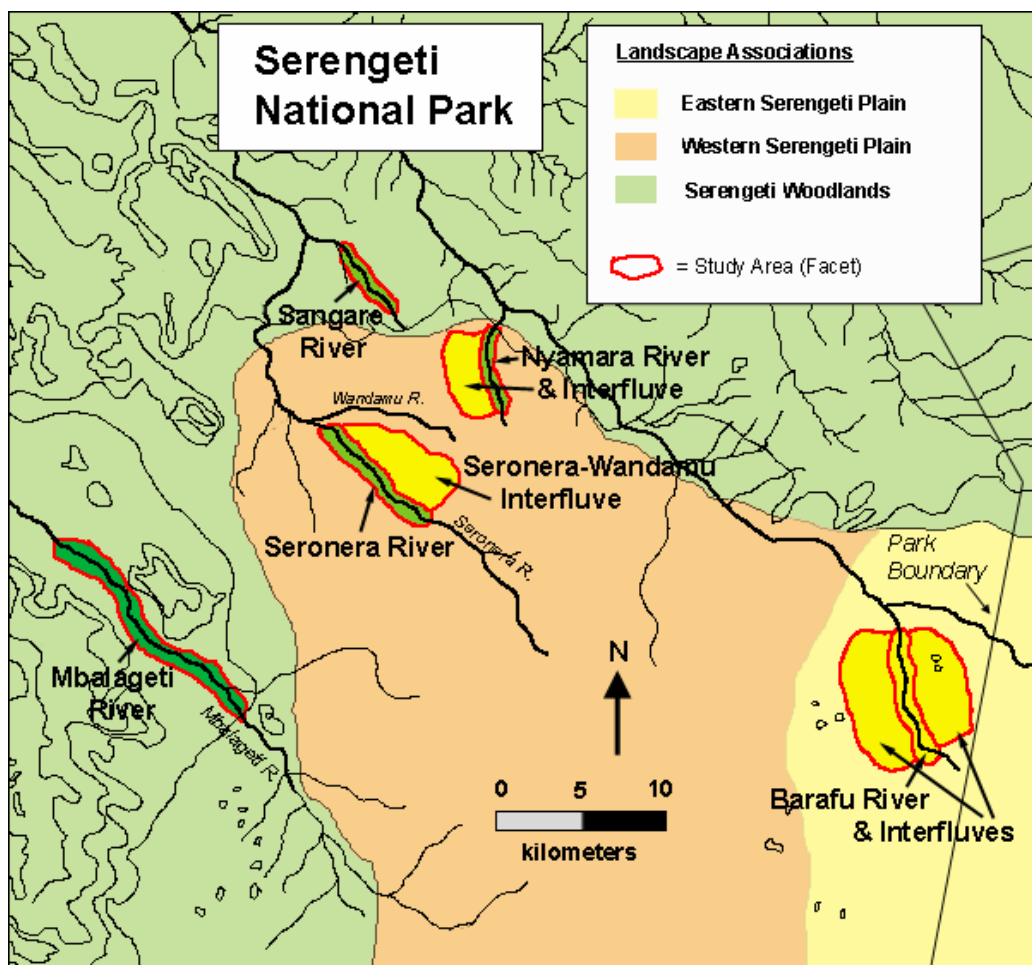 Serengeti
National Park
Landscape Associations
Eastern Serengeti Plain
Western Serengeti Plain
Serengeti Woodlands
= Study Area (Facet)
Sangare
River
Nyamara River
& Interfluve
Wandamu R.
Seronera-Wandamu
Interfluve
Seronera River
Seronera R.
Park
Boundary
Mbalageti
River
Mbalageti R.
N
0 5 10
kilometers
Barafu River
& Interfluves